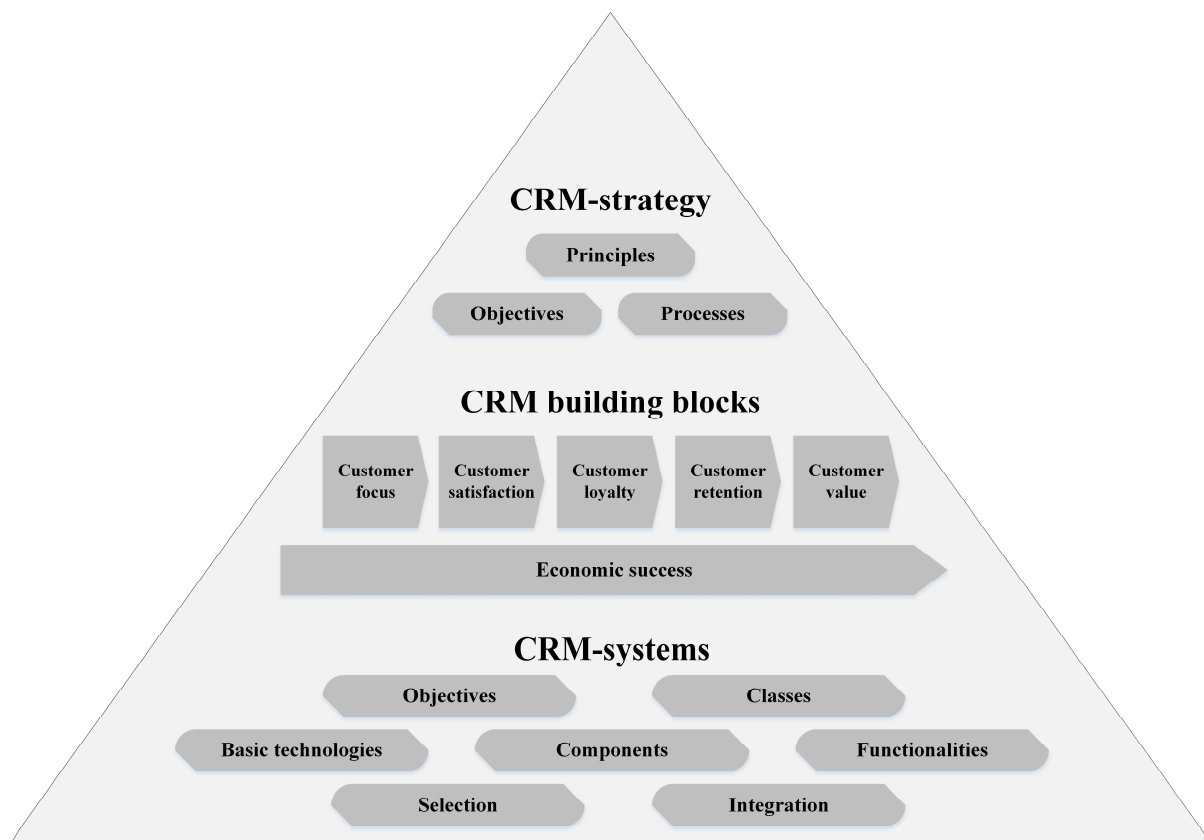 CRM-strategy
Principles
Objectives
Processes
CRM building blocks
Customer
focus
Customer
satisfaction
Customer
loyalty
Customer
retention
Customer
value
Economic success
CRM-systems
Objectives
Classes
Basic technologies
Components
Functionalities
Selection
Integration